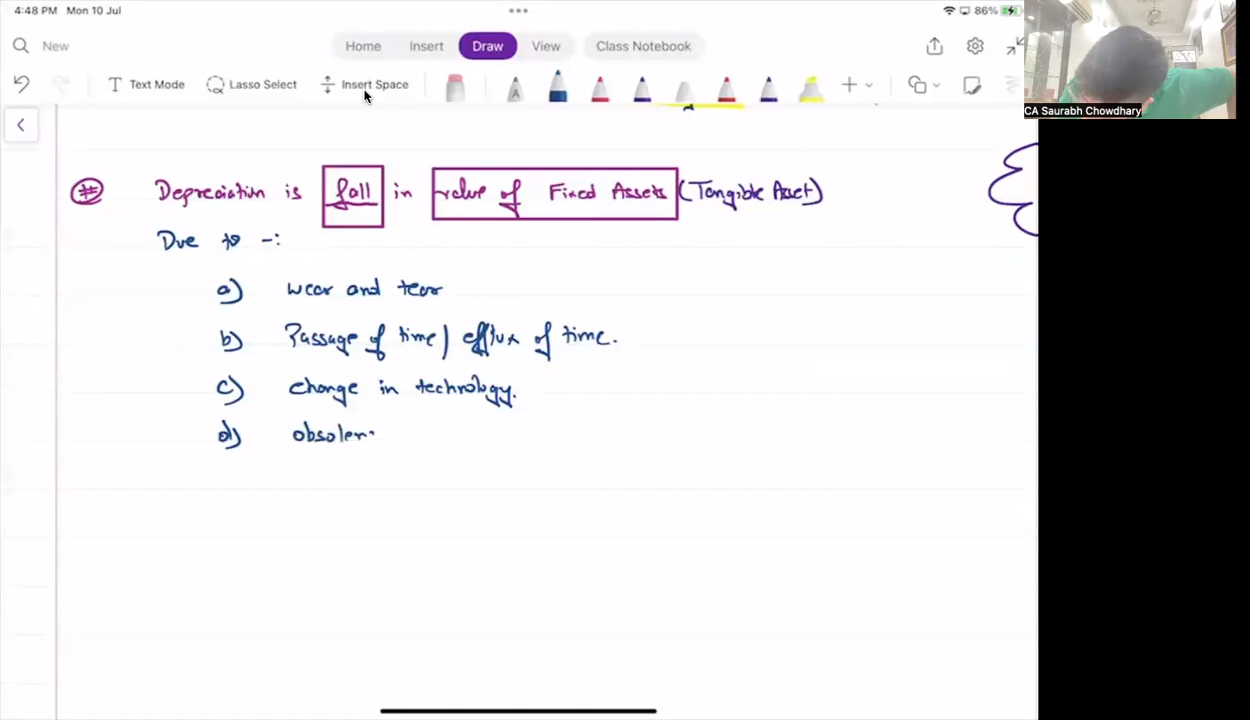 4:48 PM Mon 10 Jul
86%
New
Home Insert Draw View Class Notebook
Text Mode Lasso Select Insert Space
CA Saurabh Chowdhary
# Depreciation is fall in value of Fixed Assets (Tangible Asset)
Due to -:
a) wear and tear
b) Passage of time / efflux of time.
c) change in technology.
d) obsolen